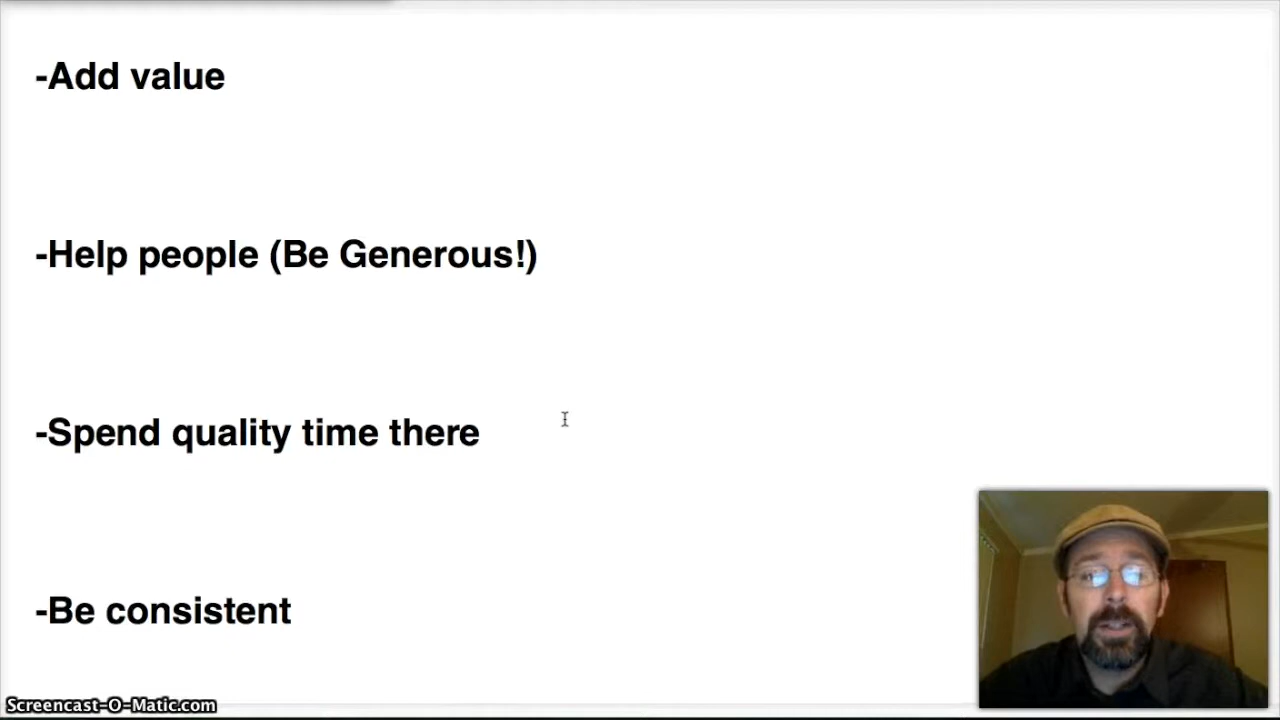 -Add value
-Help people (Be Generous!)
-Spend quality time there
-Be consistent
Screencast-O-Matic.com